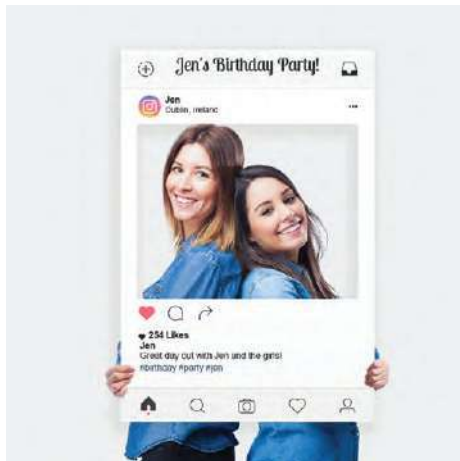 Jen's Birthday Party!
Jen
Dublin, Ireland
254 Likes
Jen
Great day out with Jen and the girls!
#birthday #party #jen